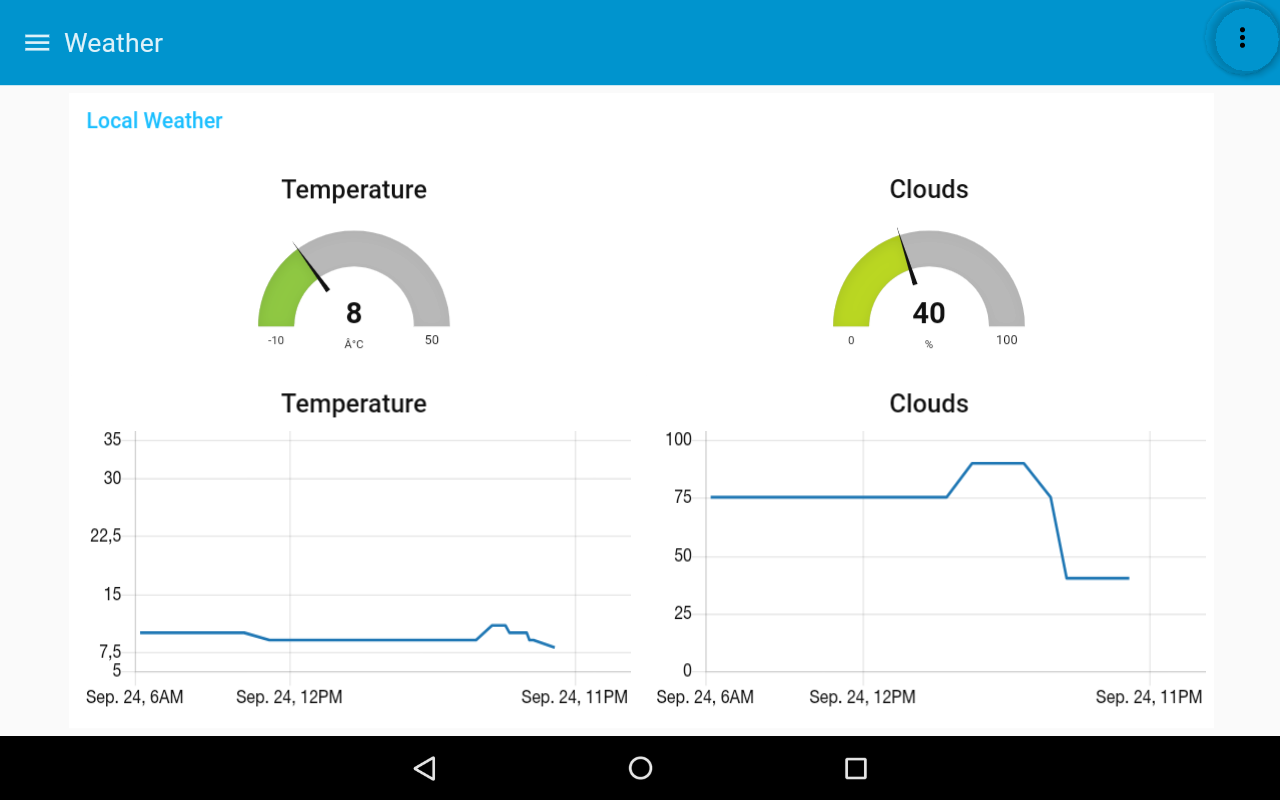 Weather
Local Weather
Temperature
8
-10
Â°C
50
Clouds
40
0
%
100
Temperature
35
30
22,5
15
7,5
5
Sep. 24, 6AM
Sep. 24, 12PM
Sep. 24, 11PM
Clouds
100
75
50
25
0
Sep. 24, 6AM
Sep. 24, 12PM
Sep. 24, 11PM